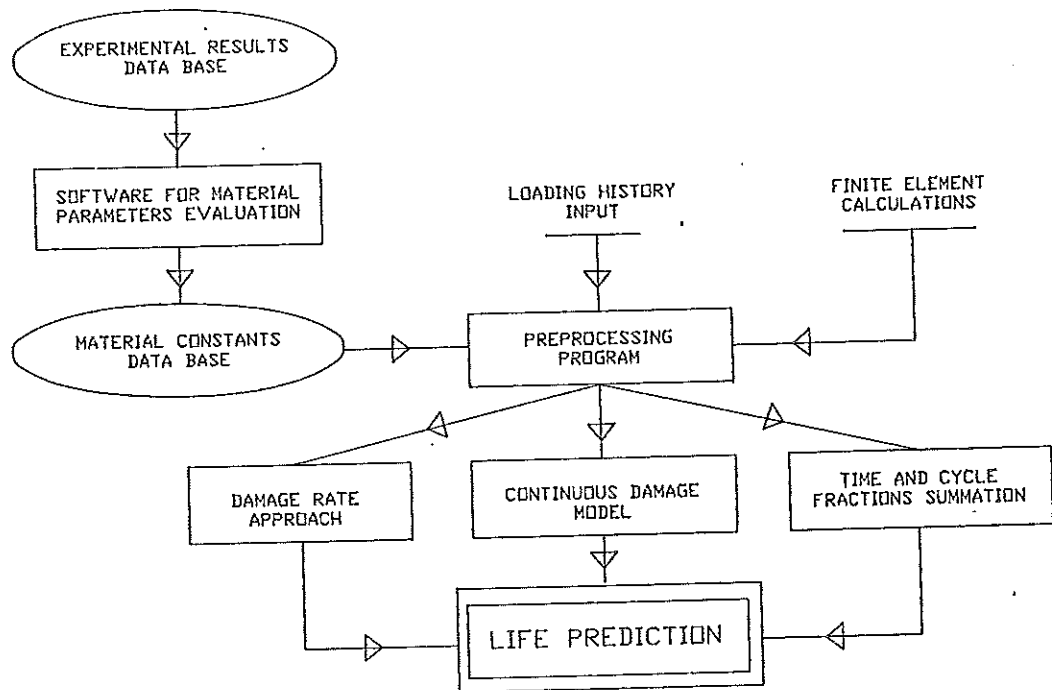 EXPERIMENTAL RESULTS
DATA BASE
SOFTWARE FOR MATERIAL
PARAMETERS EVALUATION
LOADING HISTORY
INPUT
FINITE ELEMENT
CALCULATIONS
MATERIAL CONSTANTS
DATA BASE
PREPROCESSING
PROGRAM
DAMAGE RATE
APPROACH
CONTINUOUS DAMAGE
MODEL
TIME AND CYCLE
FRACTIONS SUMMATION
LIFE PREDICTION